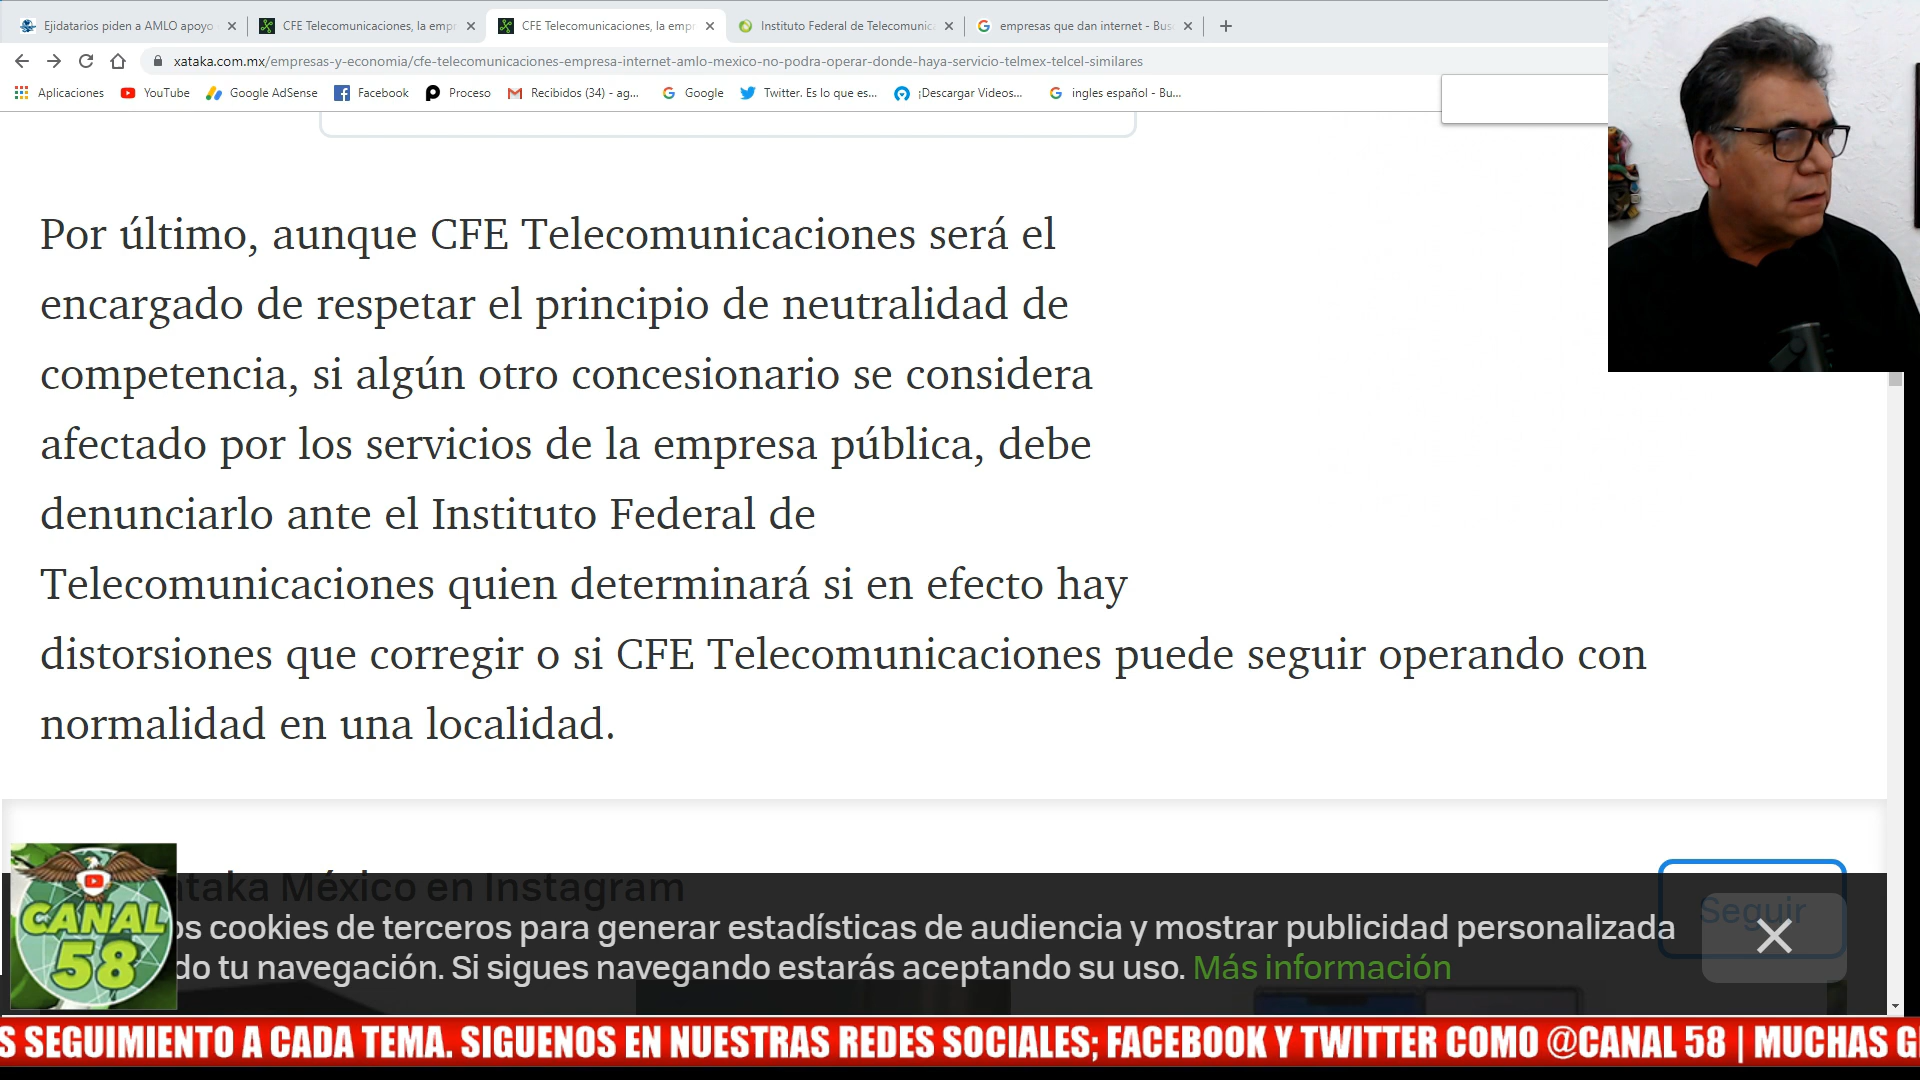 Ejidatarios piden a AMLO apoyo
CFE Telecomunicaciones, la empr
CFE Telecomunicaciones, la empr
Instituto Federal de Telecomunica
empresas que dan internet - Bus
xataka.com.mx/empresas-y-economia/cfe-telecomunicaciones-empresa-internet-amlo-mexico-no-podra-operar-donde-haya-servicio-telmex-telcel-similares
Aplicaciones YouTube Google AdSense Facebook Proceso Recibidos (34) - ag... Google Twitter. Es lo que es... ¡Descargar Videos... ingles español - Bu...
Por último, aunque CFE Telecomunicaciones será el
encargado de respetar el principio de neutralidad de
competencia, si algún otro concesionario se considera
afectado por los servicios de la empresa pública, debe
denunciarlo ante el Instituto Federal de
Telecomunicaciones quien determinará si en efecto hay
distorsiones que corregir o si CFE Telecomunicaciones puede seguir operando con
normalidad en una localidad.
ataka México en Instagram
Seguir
os cookies de terceros para generar estadísticas de audiencia y mostrar publicidad personalizada
do tu navegación. Si sigues navegando estarás aceptando su uso. Más información
CANAL
58
S SEGUIMIENTO A CADA TEMA. SIGUENOS EN NUESTRAS REDES SOCIALES; FACEBOOK Y TWITTER COMO @CANAL 58 | MUCHAS G